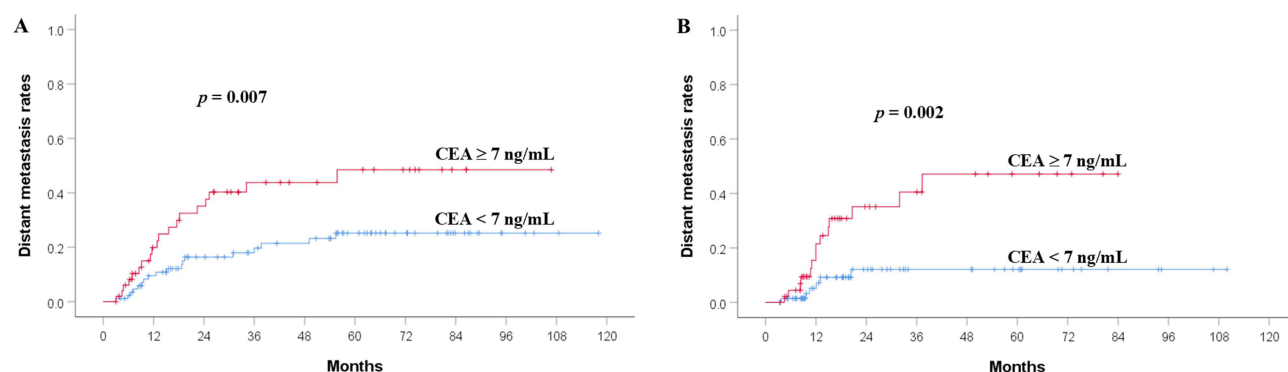 A
Distant metastasis rates
1.0
0.8
0.6
0.4
0.2
0.0
p = 0.007
CEA ≥ 7 ng/mL
CEA < 7 ng/mL
0 12 24 36 48 60 72 84 96 108 120
Months
B
Distant metastasis rates
1.0
0.8
0.6
0.4
0.2
0.0
p = 0.002
CEA ≥ 7 ng/mL
CEA < 7 ng/mL
0 12 24 36 48 60 72 84 96 108 120
Months